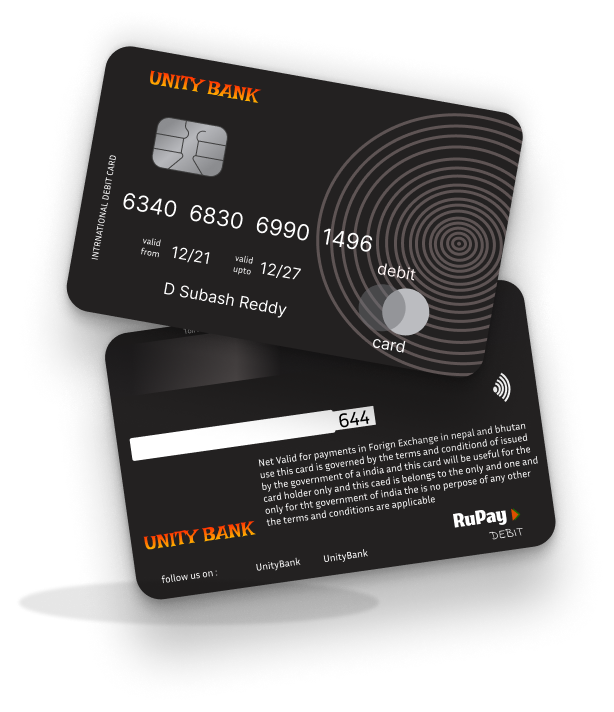 UNITY BANK
INTRNATIONAL DEBIT CARD
6340 6830 6990 1496
valid from 12/21 valid upto 12/27
D Subash Reddy
debit
card
644
Net Valid for payments in Forign Exchange in nepal and bhutan
use this card is governed by the terms and conditiond of issued
by the government of a india and this card will be useful for the
card holder only and this caed is belongs to the only and one and
only for tht government of india the is no perpose of any other
the terms and conditions are applicable
UNITY BANK
RuPay
DEBIT
follow us on : UnityBank UnityBank